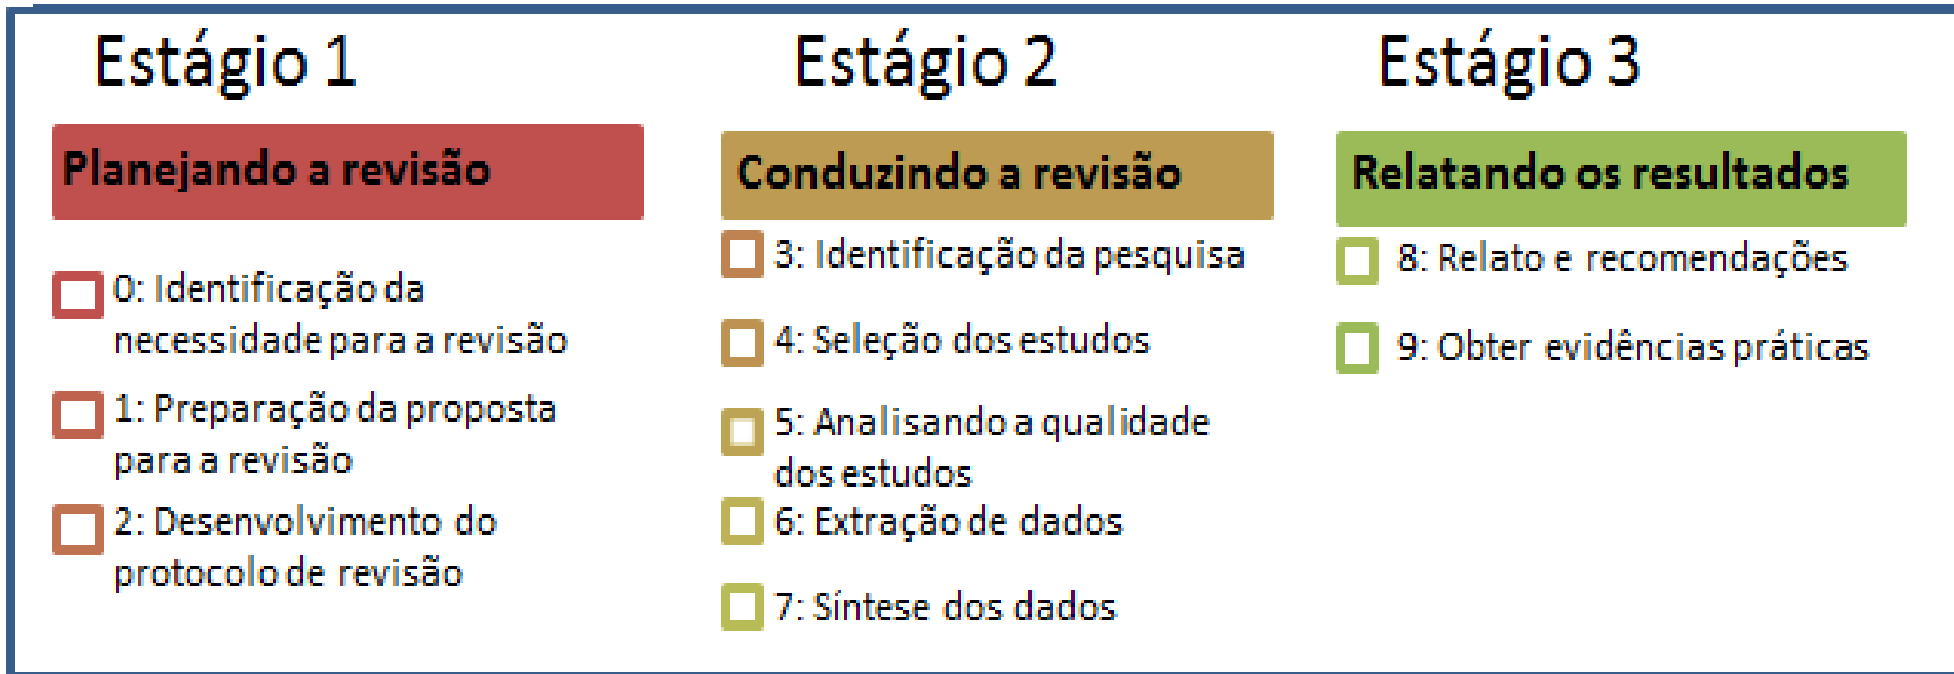 Estágio 1
Planejando a revisão
0: Identificação da
necessidade para a revisão
1: Preparação da proposta
para a revisão
2: Desenvolvimento do
protocolo de revisão
Estágio 2
Conduzindo a revisão
3: Identificação da pesquisa
4: Seleção dos estudos
5: Analisando a qualidade
dos estudos
6: Extração de dados
7: Síntese dos dados
Estágio 3
Relatando os resultados
8: Relato e recomendações
9: Obter evidências práticas